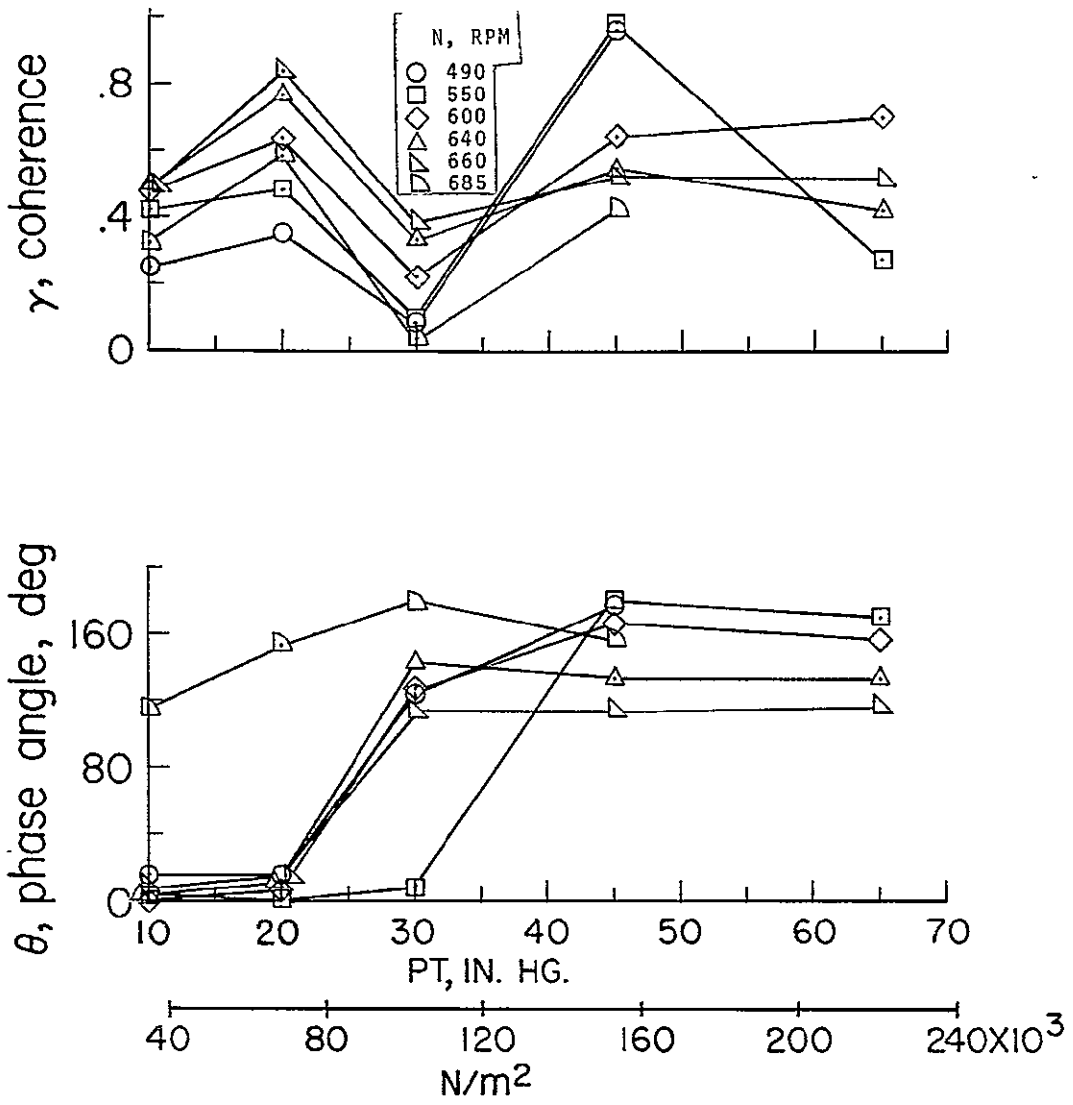 γ, coherence
.8
.4
0
N, RPM
490
550
600
640
660
685
θ, phase angle, deg
160
80
0
10 20 30 40 50 60 70
PT, IN. HG.
40 80 120 160 200 240X10³
N/m²